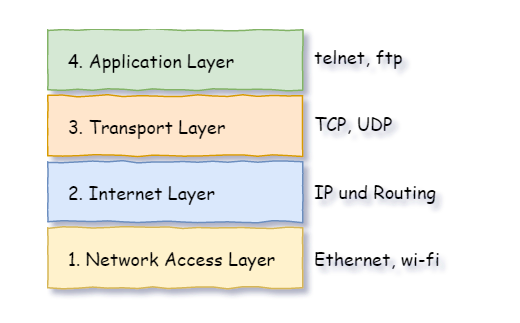 4. Application Layer telnet, ftp
3. Transport Layer TCP, UDP
2. Internet Layer IP und Routing
1. Network Access Layer Ethernet, wi-fi